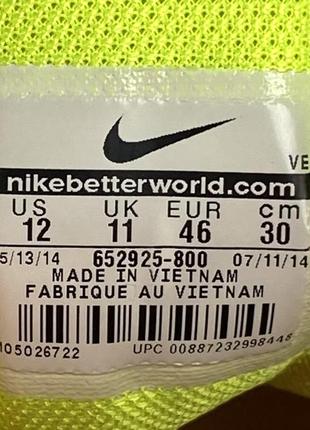 VE
nikebetterworld.com
US UK EUR cm
12 11 46 30
5/13/14 652925-800 07/11/14
MADE IN VIETNAM
FABRIQUE AU VIETNAM
105026722 UPC 00887232998448